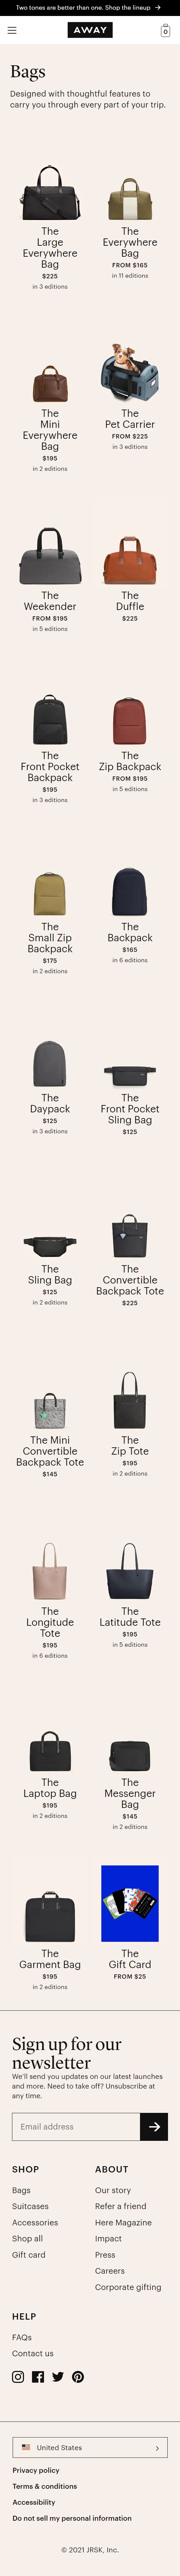 Two tones are better than one. Shop the lineup →
AWAY
0
Bags
Designed with thoughtful features to
carry you through every part of your trip.
The
Large
Everywhere
Bag
$225
in 3 editions
The
Everywhere
Bag
FROM $165
in 11 editions
The
Mini
Everywhere
Bag
$195
in 2 editions
The
Pet Carrier
FROM $225
in 3 editions
The
Weekender
FROM $195
in 5 editions
The
Duffle
$225
The
Front Pocket
Backpack
$195
in 3 editions
The
Zip Backpack
FROM $195
in 5 editions
The
Small Zip
Backpack
$175
in 2 editions
The
Backpack
$165
in 6 editions
The
Daypack
$125
in 3 editions
The
Front Pocket
Sling Bag
$125
The
Sling Bag
$125
in 2 editions
The
Convertible
Backpack Tote
$225
The Mini
Convertible
Backpack Tote
$145
The
Zip Tote
$195
in 2 editions
The
Longitude
Tote
$195
in 6 editions
The
Latitude Tote
$195
in 5 editions
The
Laptop Bag
$195
in 2 editions
The
Messenger
Bag
$145
in 2 editions
The
Garment Bag
$195
in 2 editions
The
Gift Card
FROM $25
Sign up for our
newsletter
We'll send you updates on our latest launches
and more. Need to take off? Unsubscribe at
any time.
Email address
SHOP
Bags
Suitcases
Accessories
Shop all
Gift card
ABOUT
Our story
Refer a friend
Here Magazine
Impact
Press
Careers
Corporate gifting
HELP
FAQs
Contact us
United States
Privacy policy
Terms & conditions
Accessibility
Do not sell my personal information
© 2021 JRSK, Inc.